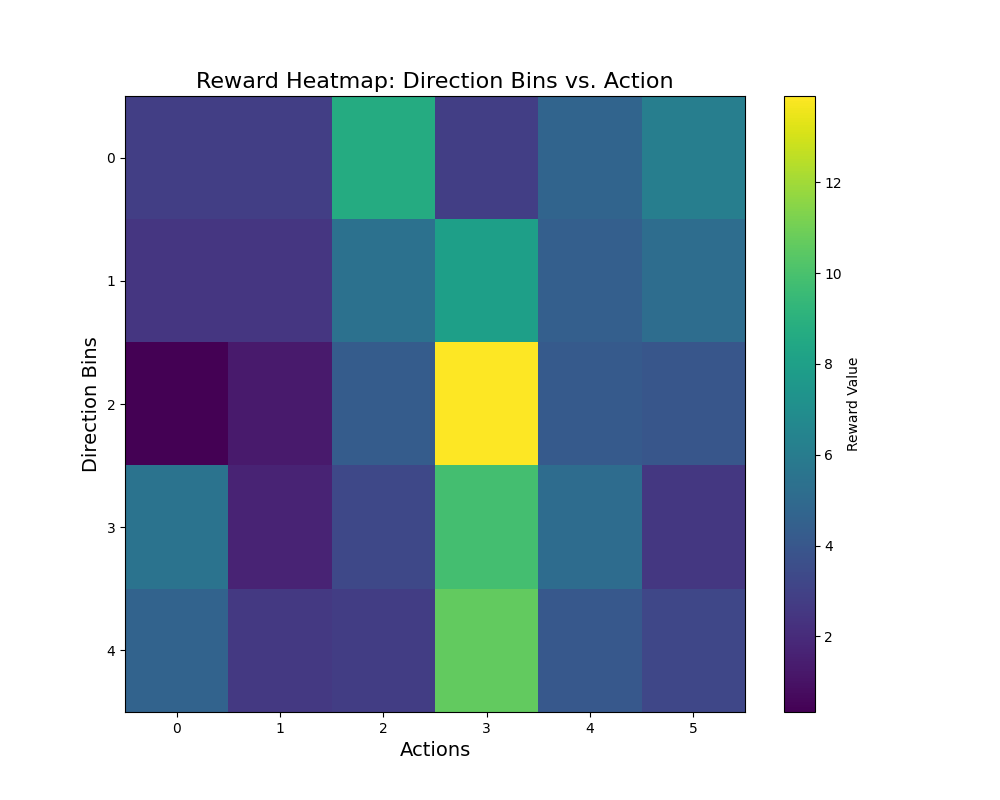 Reward Heatmap: Direction Bins vs. Action
Direction Bins
0
1
2
3
4
0 1 2 3 4 5
Actions
12
10
8
6
4
2
Reward Value